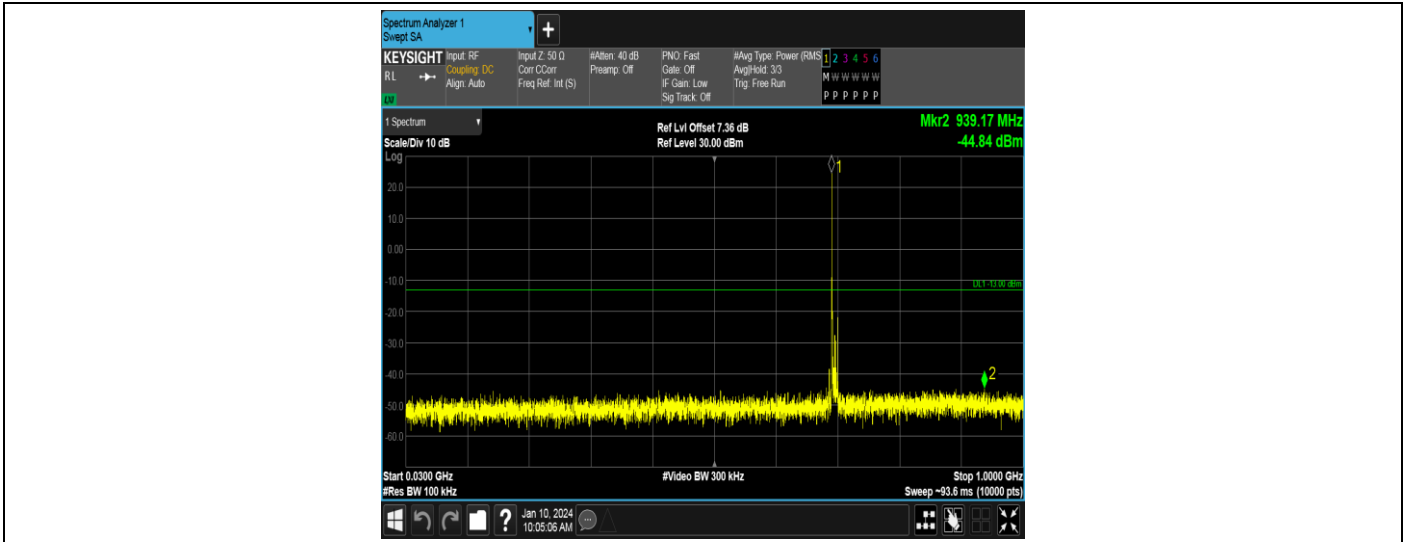 Spectrum Analyzer 1
Swept SA
KEYSIGHT
RL
Input: RF
Coupling: DC
Align: Auto
Input Z: 50 Ω
Corr CCorr
Freq Ref: Int (S)
#Atten: 40 dB
Preamp: Off
PNO: Fast
Gate: Off
IF Gain: Low
Sig Track: Off
#Avg Type: Power (RMS
Avg|Hold: 3/3
Trig: Free Run
1 2 3 4 5 6
M W W W W W
P P P P P P
1 Spectrum
Scale/Div 10 dB
Ref Lvl Offset 7.36 dB
Ref Level 30.00 dBm
Mkr2 939.17 MHz
-44.84 dBm
Log
1
20.0
10.0
0.00
-10.0
DL1 -13.00 dBm
-20.0
-30.0
-40.0
2
-50.0
-60.0
Start 0.0300 GHz
#Video BW 300 kHz
Stop 1.0000 GHz
#Res BW 100 kHz
Sweep ~93.6 ms (10000 pts)
?
Jan 10, 2024
10:05:06 AM